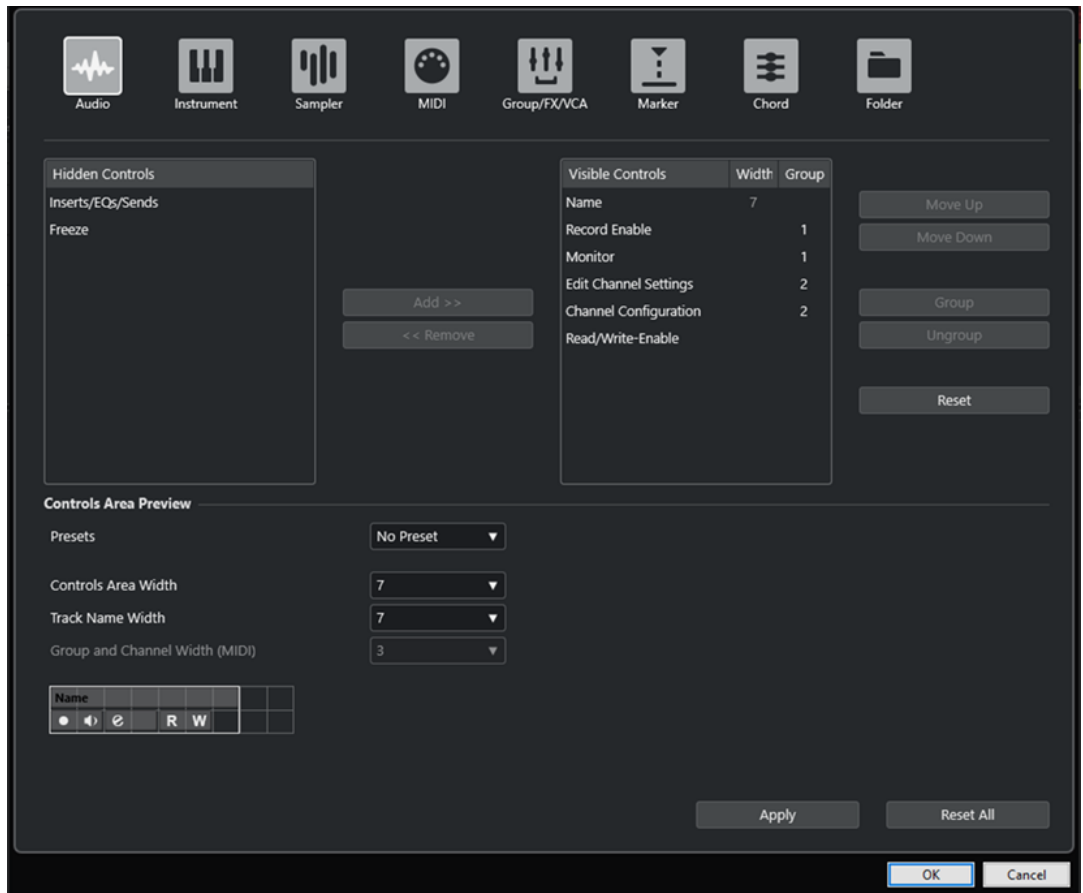 Audio Instrument Sampler MIDI Group/FX/VCA Marker Chord Folder
Hidden Controls
Inserts/EQs/Sends
Freeze
Add >>
<< Remove
Visible Controls Width Group
Name 7
Record Enable 1
Monitor 1
Edit Channel Settings 2
Channel Configuration 2
Read/Write-Enable
Move Up
Move Down
Group
Ungroup
Reset
Controls Area Preview
Presets No Preset
Controls Area Width 7
Track Name Width 7
Group and Channel Width (MIDI) 3
Name
R W
Apply Reset All
OK Cancel